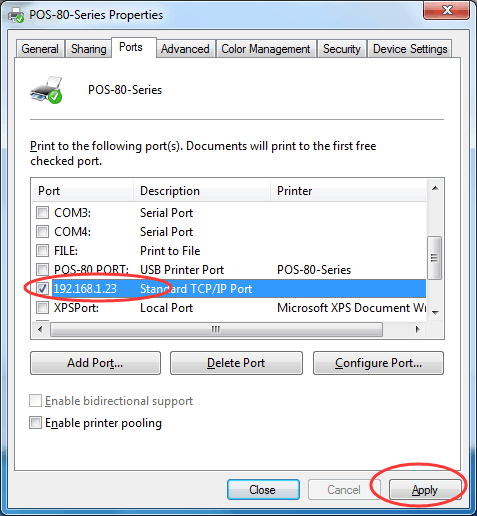 POS-80-Series Properties
General Sharing Ports Advanced Color Management Security Device Settings
POS-80-Series
Print to the following port(s). Documents will print to the first free
checked port.
Port Description Printer
COM3: Serial Port
COM4: Serial Port
FILE: Print to File
POS-80 PORT: USB Printer Port POS-80-Series
192.168.1.23 Standard TCP/IP Port
XPSPort: Local Port Microsoft XPS Document Wr
Add Port... Delete Port Configure Port...
Enable bidirectional support
Enable printer pooling
Close Cancel Apply